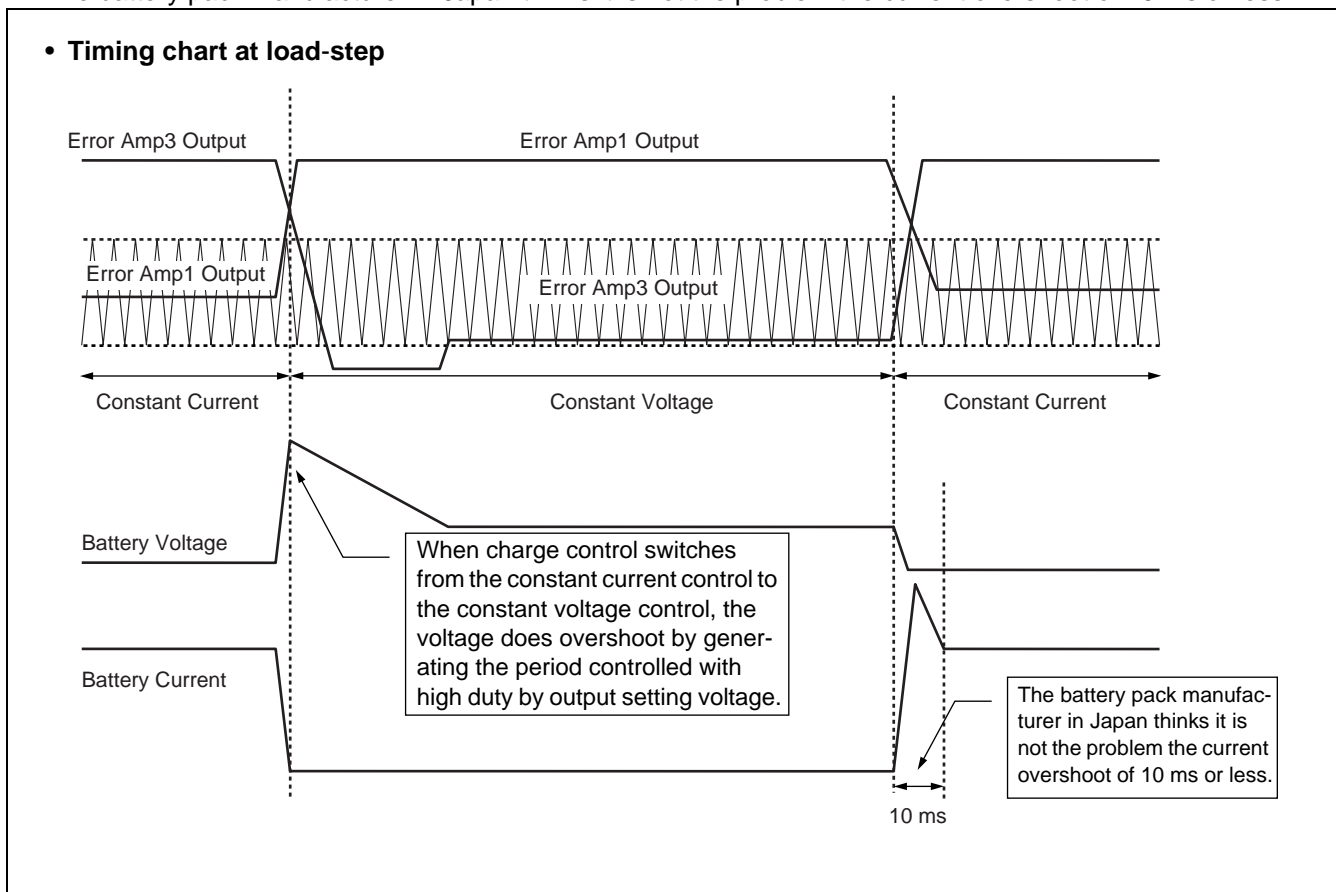 • Timing chart at load-step
Error Amp3 Output
Error Amp1 Output
Error Amp1 Output
Error Amp3 Output
Constant Current
Constant Voltage
Constant Current
Battery Voltage
When charge control switches
from the constant current control to
the constant voltage control, the
voltage does overshoot by gener-
ating the period controlled with
high duty by output setting voltage.
Battery Current
The battery pack manufac-
turer in Japan thinks it is
not the problem the current
overshoot of 10 ms or less.
10 ms